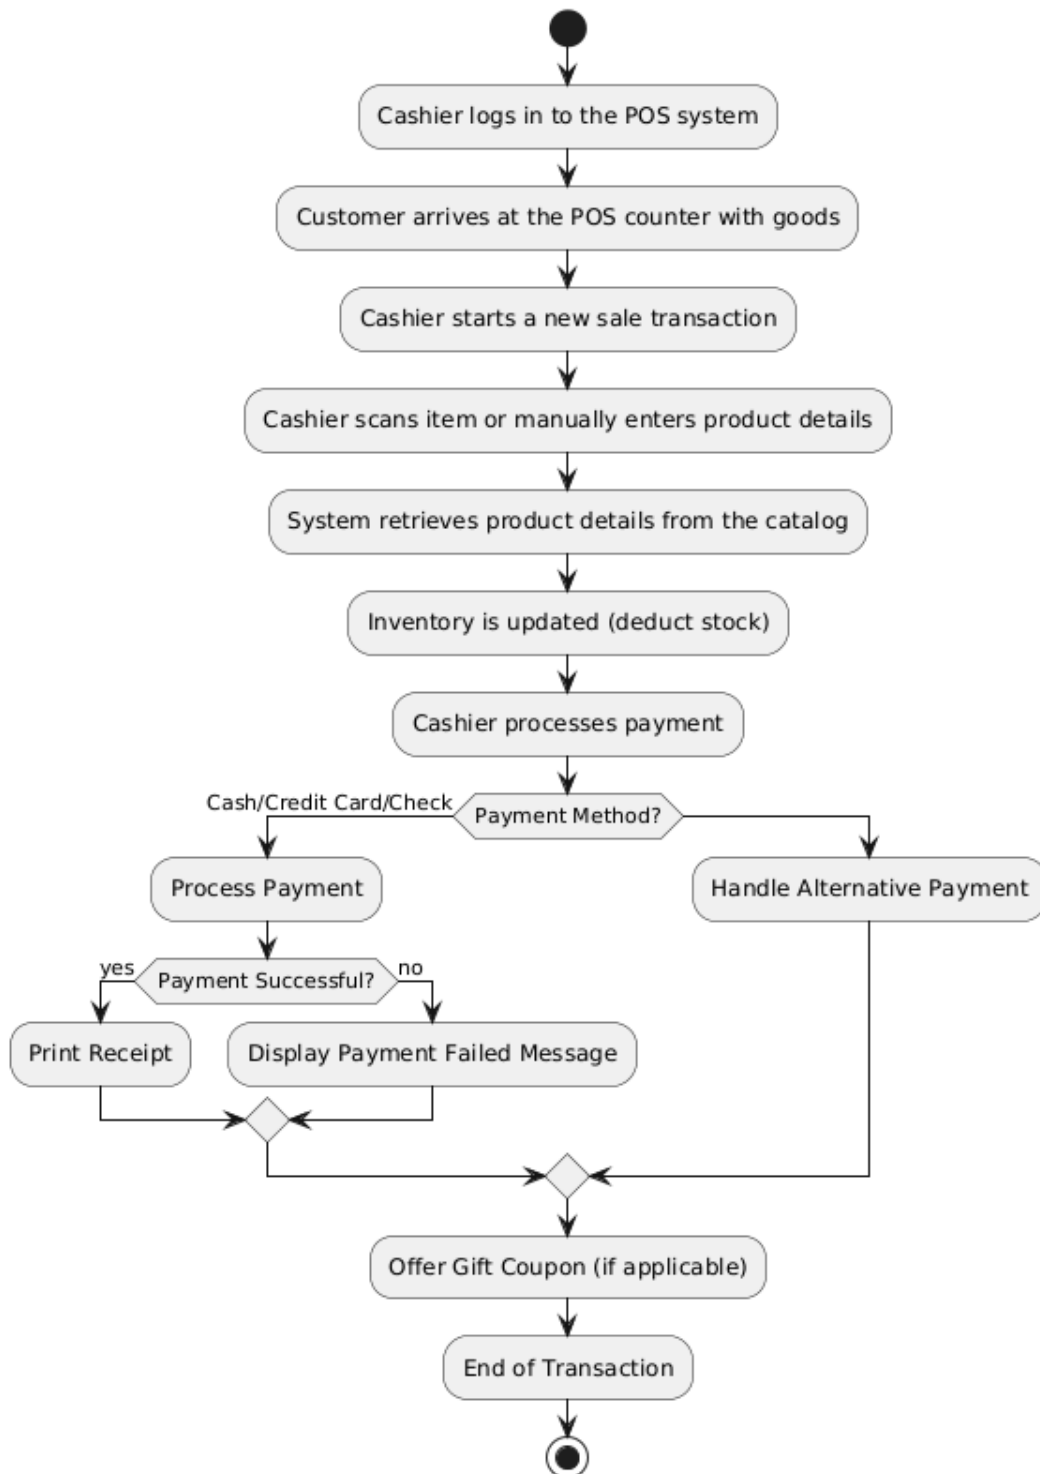 Cashier logs in to the POS system
Customer arrives at the POS counter with goods
Cashier starts a new sale transaction
Cashier scans item or manually enters product details
System retrieves product details from the catalog
Inventory is updated (deduct stock)
Cashier processes payment
Cash/Credit Card/Check
Payment Method?
Process Payment
Handle Alternative Payment
yes
Payment Successful?
no
Print Receipt
Display Payment Failed Message
Offer Gift Coupon (if applicable)
End of Transaction